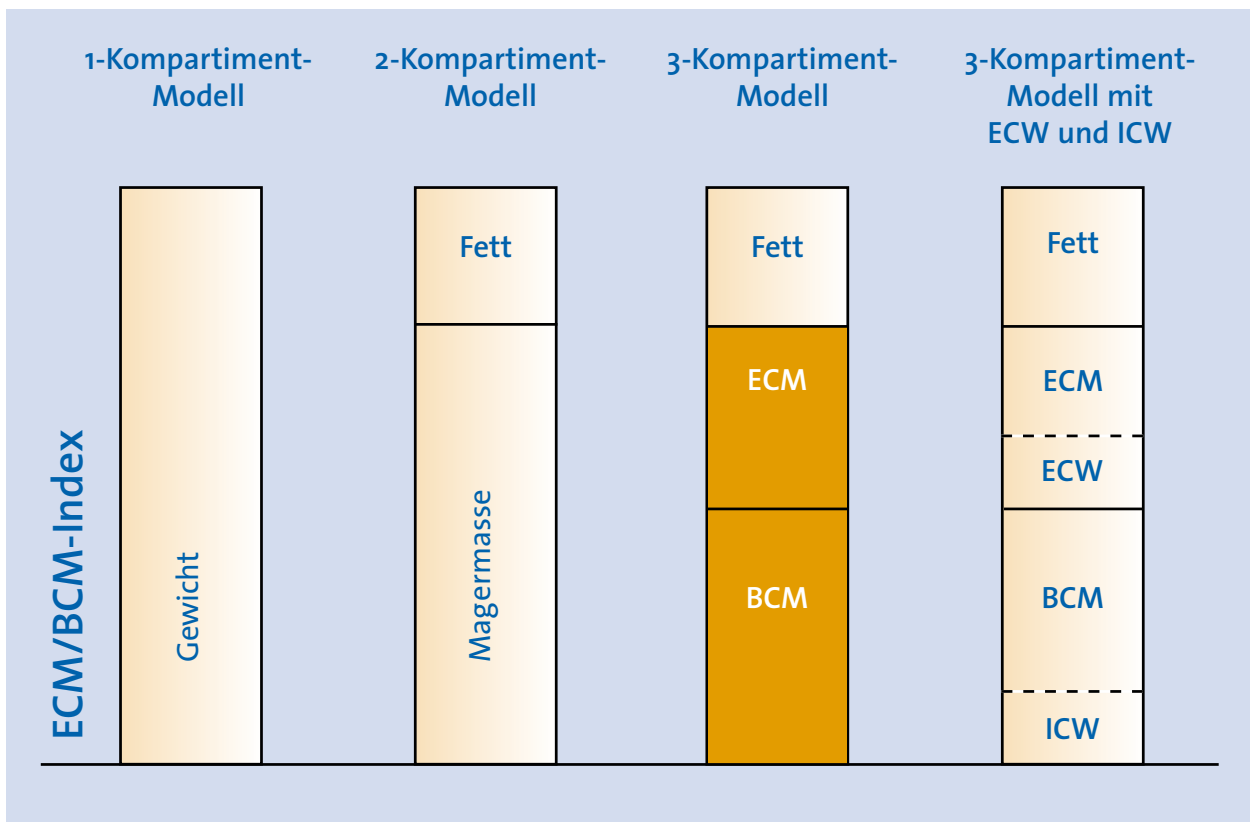 1-Kompartiment-
Modell
2-Kompartiment-
Modell
3-Kompartiment-
Modell
3-Kompartiment-
Modell mit
ECW und ICW
ECM/BCM-Index
Gewicht
Fett
Magermasse
Fett
ECM
BCM
Fett
ECM
ECW
BCM
ICW